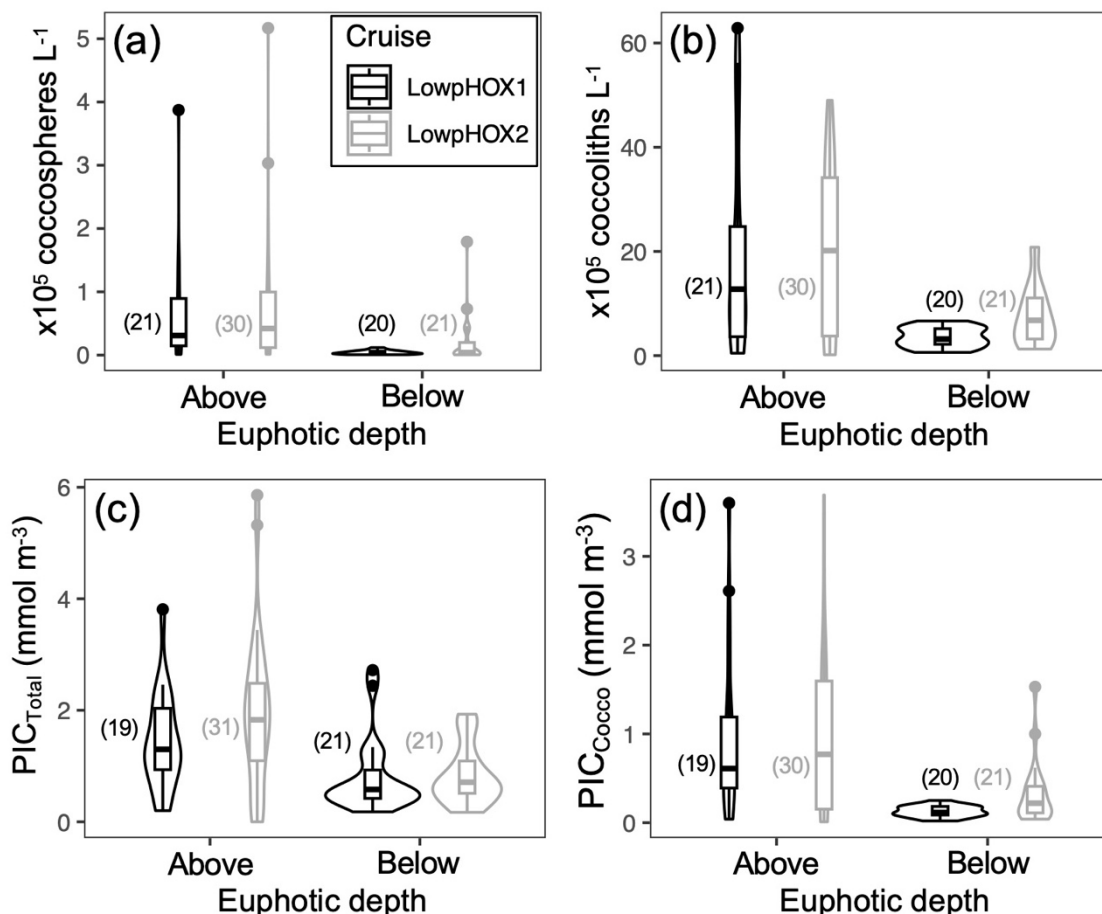 (a)
Cruise
LowpHOX1
LowpHOX2
x10⁵ coccospheres L⁻¹
5
4
3
2
1
0
(21)
(30)
(20)
(21)
Above
Below
Euphotic depth
(b)
x10⁵ coccoliths L⁻¹
60
40
20
0
(21)
(30)
(20)
(21)
Above
Below
Euphotic depth
(c)
PIC_Total (mmol m⁻³)
6
4
2
0
(19)
(31)
(21)
(21)
Above
Below
Euphotic depth
(d)
PIC_Cocco (mmol m⁻³)
3
2
1
0
(19)
(30)
(20)
(21)
Above
Below
Euphotic depth